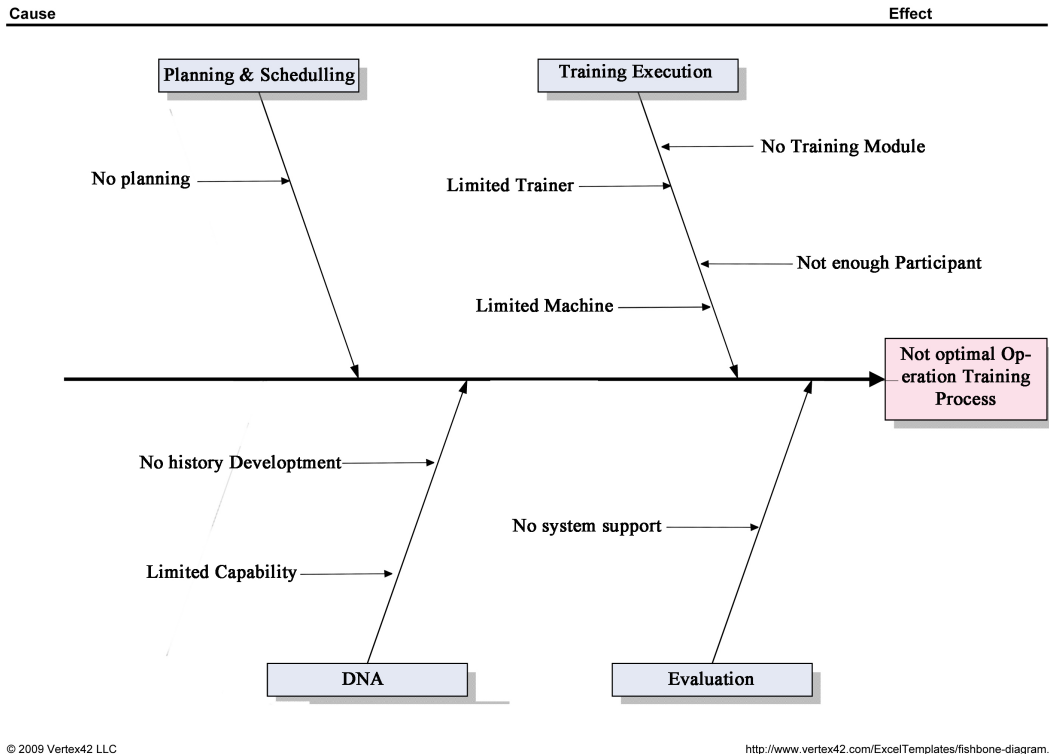 Cause
Effect
Planning & Schedulling
Training Execution
No Training Module
No planning
Limited Trainer
Not enough Participant
Limited Machine
Not optimal Op-
eration Training
Process
No history Developtment
No system support
Limited Capability
DNA
Evaluation
© 2009 Vertex42 LLC
http://www.vertex42.com/ExcelTemplates/fishbone-diagram.